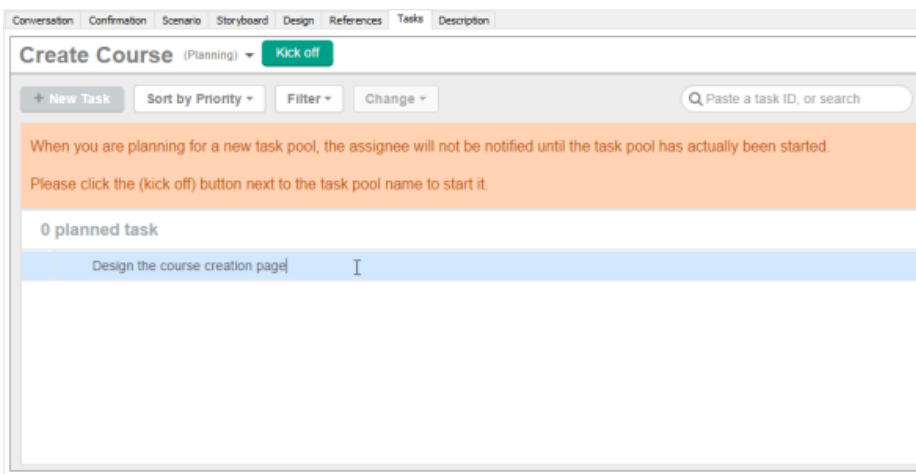 Conversation Confirmation Scenario Storyboard Design References Tasks Description
Create Course (Planning) Kick off
+ New Task Sort by Priority Filter Change Paste a task ID, or search
When you are planning for a new task pool, the assignee will not be notified until the task pool has actually been started.
Please click the (kick off) button next to the task pool name to start it.
0 planned task
Design the course creation page